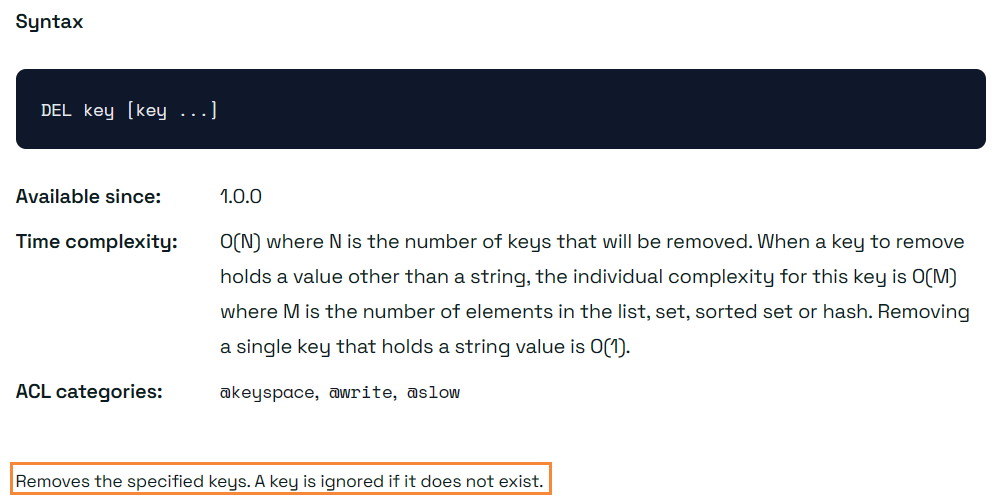 Syntax
DEL key [key ...]
Available since: 1.0.0
Time complexity: O(N) where N is the number of keys that will be removed. When a key to remove
holds a value other than a string, the individual complexity for this key is O(M)
where M is the number of elements in the list, set, sorted set or hash. Removing
a single key that holds a string value is O(1).
ACL categories: @keyspace, @write, @slow
Removes the specified keys. A key is ignored if it does not exist.